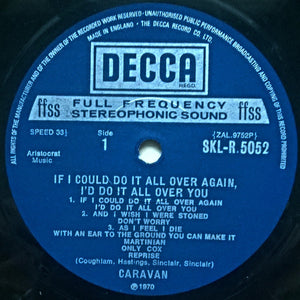 ALL RIGHTS OF THE MANUFACTURER AND OF THE OWNER OF THE RECORDED WORK RESERVED · UNAUTHORISED PUBLIC PERFORMANCE BROADCASTING AND COPYING OF THIS RECORD PROHIBITED
MADE IN ENGLAND · THE DECCA RECORD CO. LTD.
DECCA
REGD.
ffss FULL FREQUENCY ffss
STEREOPHONIC SOUND
SPEED 33⅓
Side
1
(ZAL.9752P)
SKL-R.5052
Aristocrat
Music
IF I COULD DO IT ALL OVER AGAIN,
I'D DO IT ALL OVER YOU
1. IF I COULD DO IT ALL OVER AGAIN
I'D DO IT ALL OVER YOU
2. AND I WISH I WERE STONED
DON'T WORRY
3. AS I FEEL I DIE
WITH AN EAR TO THE GROUND YOU CAN MAKE IT
MARTINIAN
ONLY COX
REPRISE
(Coughlam, Hastings, Sinclair, Sinclair)
CARAVAN
℗ 1970